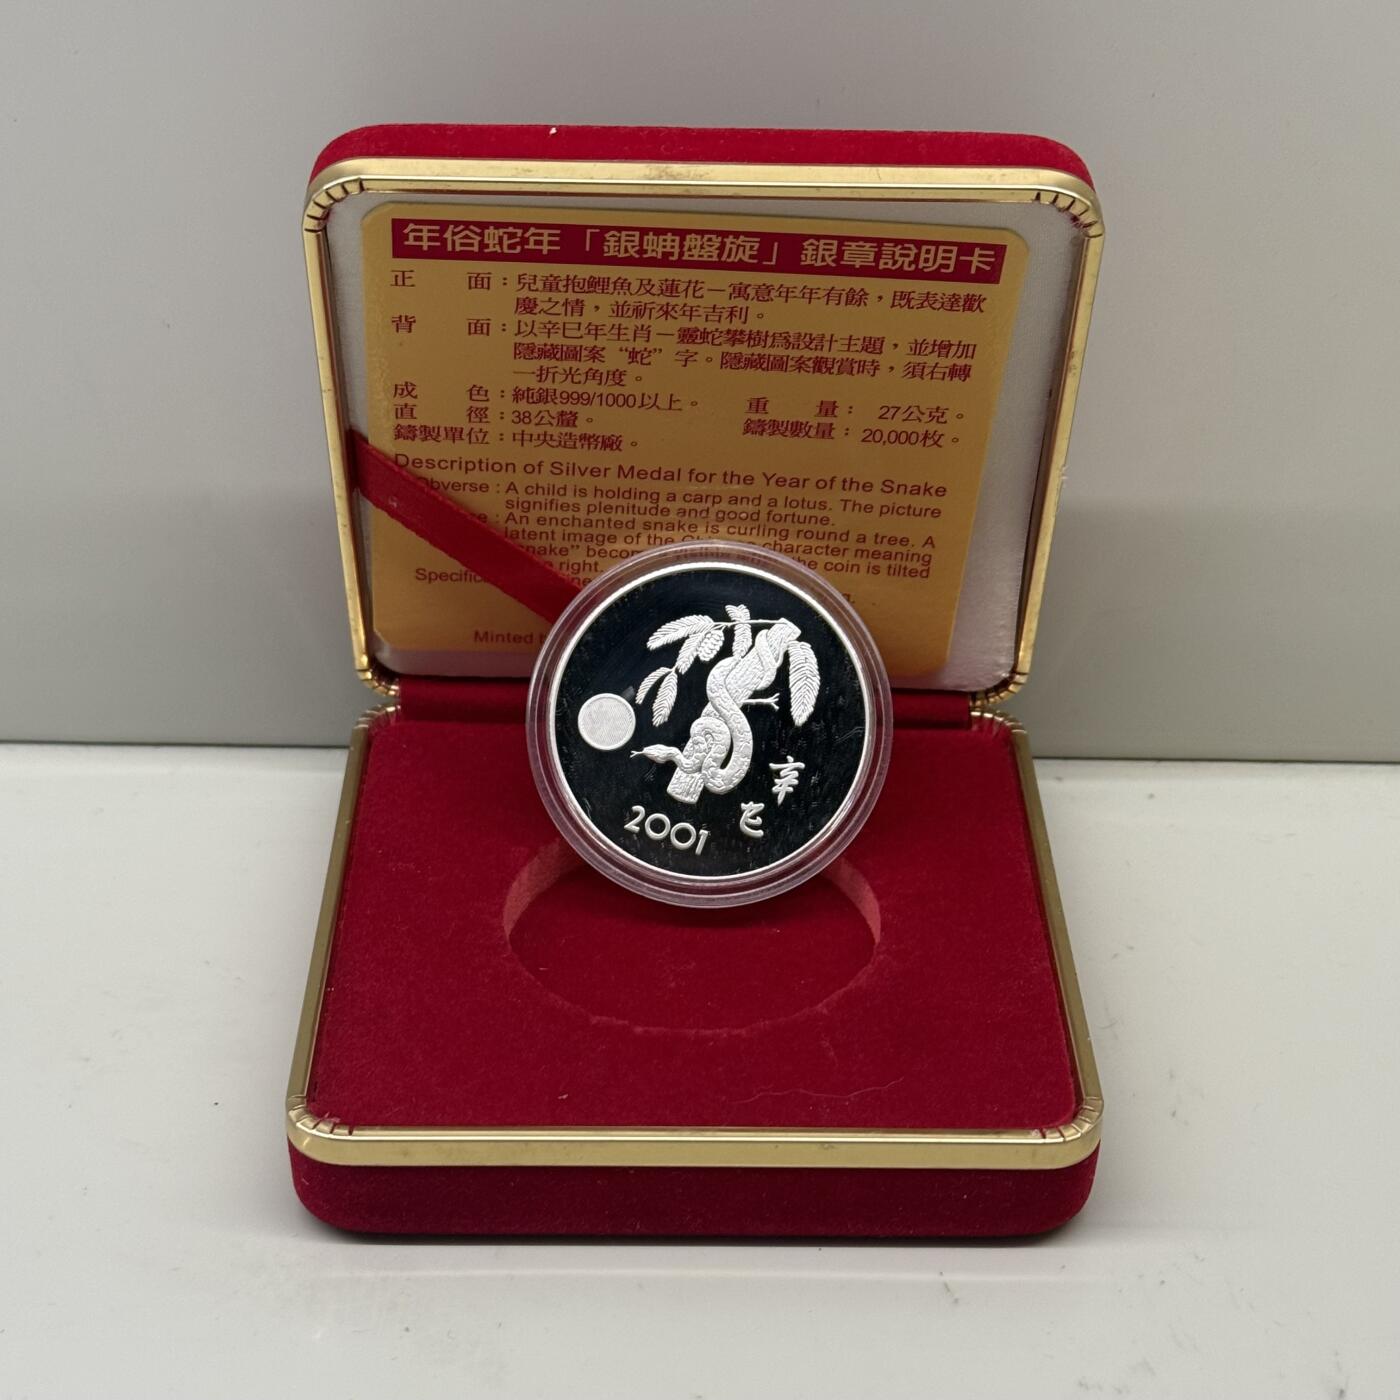 年俗蛇年「銀蚺盤旋」銀章說明卡
正面：兒童抱鯉魚及蓮花－寓意年年有餘，既表達歡
慶之情，並祈來年吉利。
背面：以辛巳年生肖－靈蛇攀樹爲設計主題，並增加
隱藏圖案“蛇”字。隱藏圖案觀賞時，須右轉
一折光角度。
成色：純銀999/1000以上。 重量：27公克。
直徑：38公釐。 鑄製數量：20,000枚。
鑄製單位：中央造幣廠。
Description of Silver Medal for the Year of the Snake
Obverse : A child is holding a carp and a lotus. The picture
signifies plenitude and good fortune.
: An enchanted snake is curling round a tree. A
latent image of the character meaning
the coin is tilted
right.
Minted
辛
巳
2001